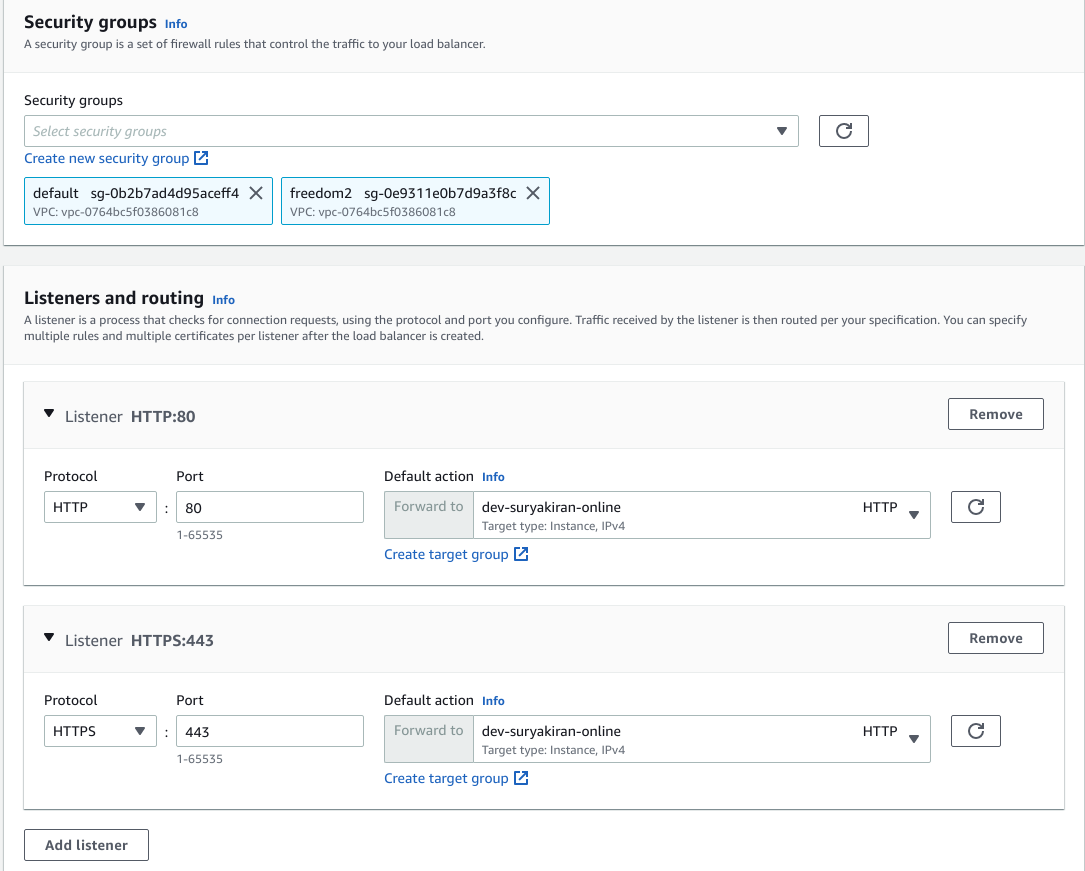 Security groups Info
A security group is a set of firewall rules that control the traffic to your load balancer.
Security groups
Select security groups
Create new security group
default sg-0b2b7ad4d95aceff4
VPC: vpc-0764bc5f0386081c8
freedom2 sg-0e9311e0b7d9a3f8c
VPC: vpc-0764bc5f0386081c8
Listeners and routing Info
A listener is a process that checks for connection requests, using the protocol and port you configure. Traffic received by the listener is then routed per your specification. You can specify
multiple rules and multiple certificates per listener after the load balancer is created.
Listener HTTP:80
Remove
Protocol
Port
Default action Info
HTTP
:
80
Forward to
dev-suryakiran-online
HTTP
Target type: Instance, IPv4
1-65535
Create target group
Listener HTTPS:443
Remove
Protocol
Port
Default action Info
HTTPS
:
443
Forward to
dev-suryakiran-online
HTTP
Target type: Instance, IPv4
1-65535
Create target group
Add listener